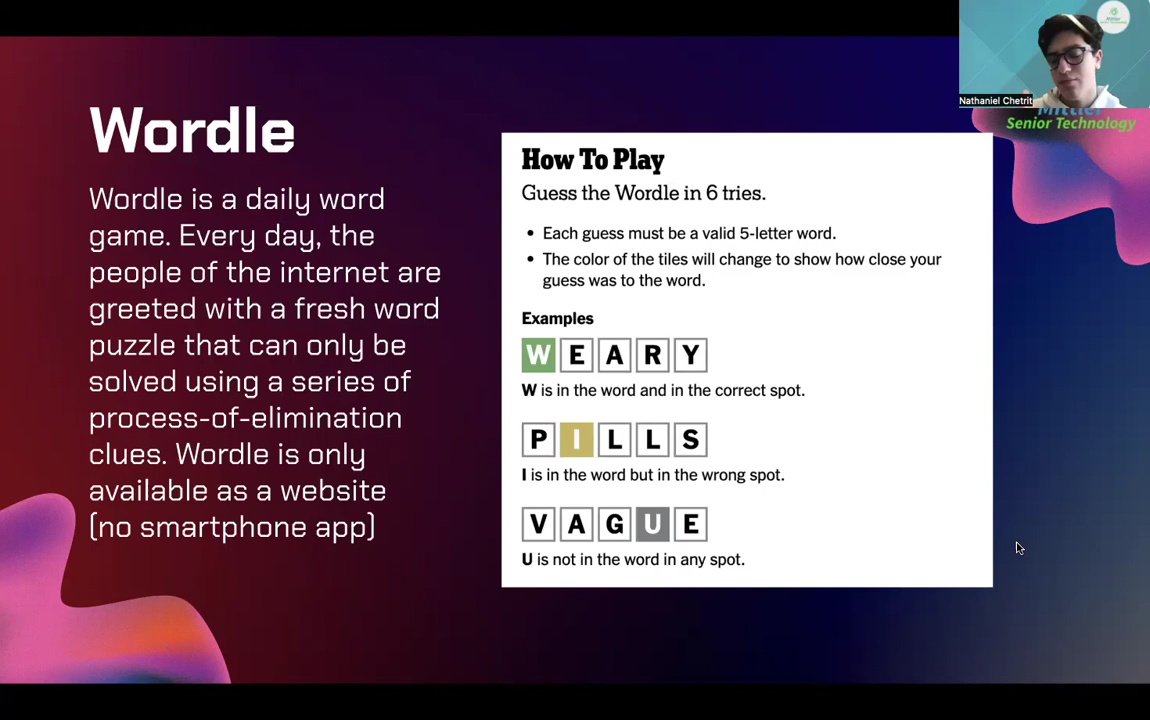 Wordle
Wordle is a daily word
game. Every day, the
people of the internet are
greeted with a fresh word
puzzle that can only be
solved using a series of
process-of-elimination
clues. Wordle is only
available as a website
(no smartphone app)
How To Play
Guess the Wordle in 6 tries.
• Each guess must be a valid 5-letter word.
• The color of the tiles will change to show how close your
guess was to the word.
Examples
W E A R Y
W is in the word and in the correct spot.
P I L L S
I is in the word but in the wrong spot.
V A G U E
U is not in the word in any spot.
Nathaniel Chetrit
Senior Technology